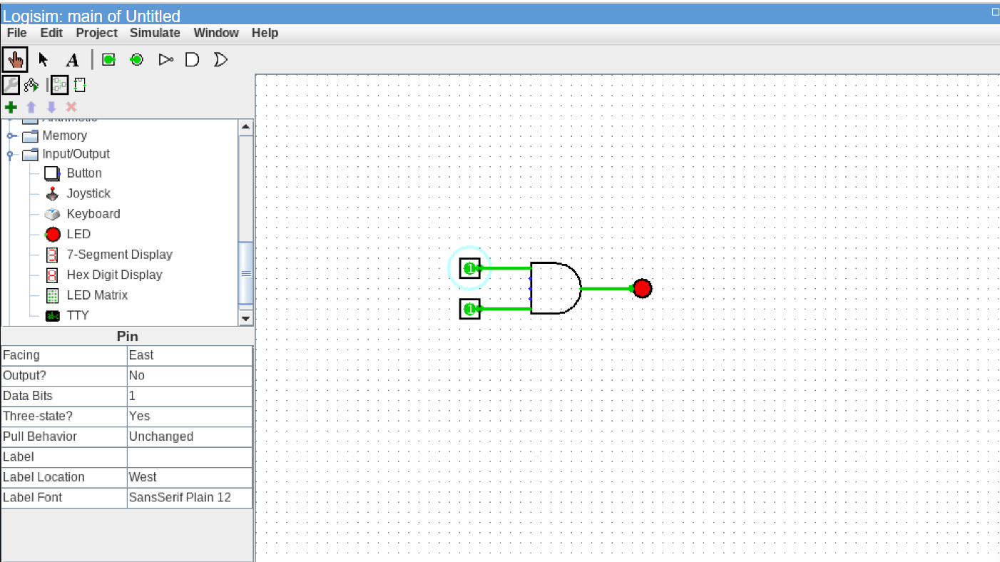 Logisim: main of Untitled
File Edit Project Simulate Window Help
A
Arithmetic
Memory
Input/Output
Button
Joystick
Keyboard
LED
7-Segment Display
Hex Digit Display
LED Matrix
abc TTY
Pin
Facing East
Output? No
Data Bits 1
Three-state? Yes
Pull Behavior Unchanged
Label
Label Location West
Label Font SansSerif Plain 12
1
1